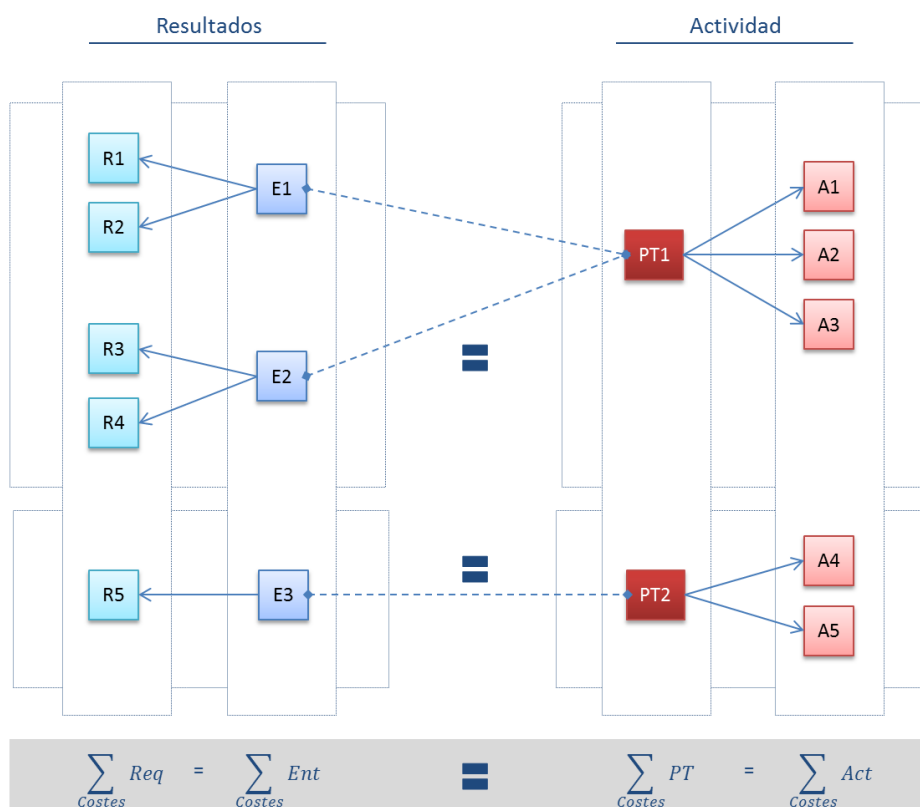 Resultados
Actividad
R1
E1
A1
R2
PT1
A2
A3
R3
E2
R4
=
A4
=
R5
E3
PT2
A5
∑ Req = ∑ Ent = ∑ PT = ∑ Act
Costes Costes Costes Costes